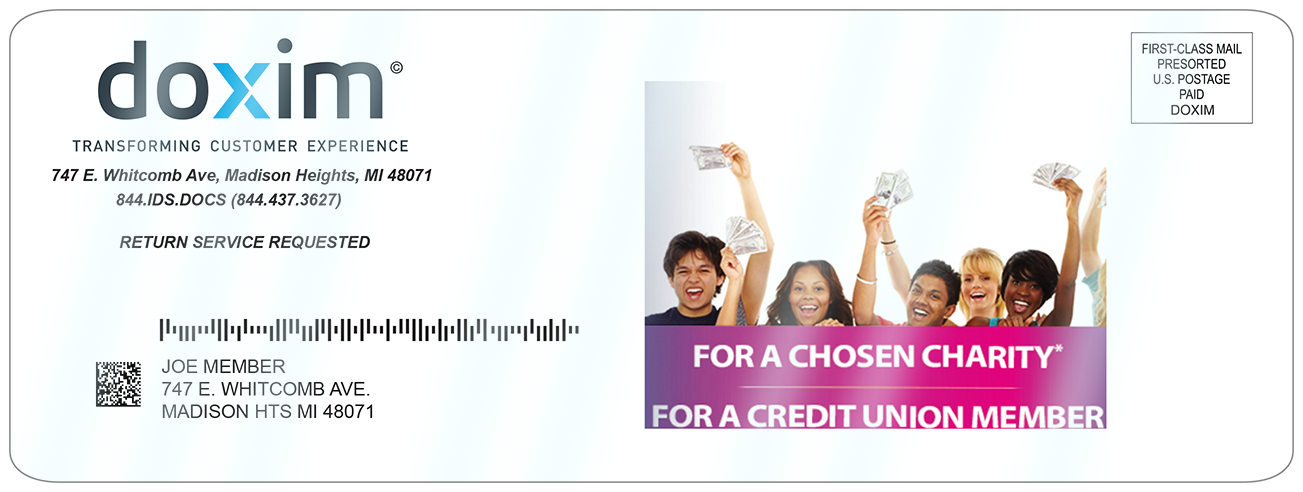 doxim©
TRANSFORMING CUSTOMER EXPERIENCE
747 E. Whitcomb Ave, Madison Heights, MI 48071
844.IDS.DOCS (844.437.3627)
RETURN SERVICE REQUESTED
FIRST-CLASS MAIL
PRESORTED
U.S. POSTAGE
PAID
DOXIM
JOE MEMBER
747 E. WHITCOMB AVE.
MADISON HTS MI 48071
FOR A CHOSEN CHARITY*
FOR A CREDIT UNION MEMBER